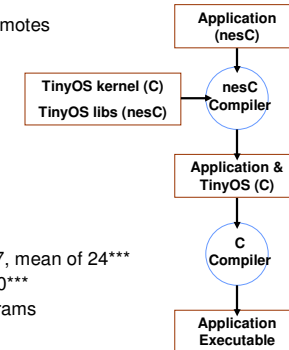 motes
Application
(nesC)
TinyOS kernel (C)
TinyOS libs (nesC)
nesC
Compiler
Application &
TinyOS (C)
7, mean of 24***
0***
rams
C
Compiler
Application
Executable